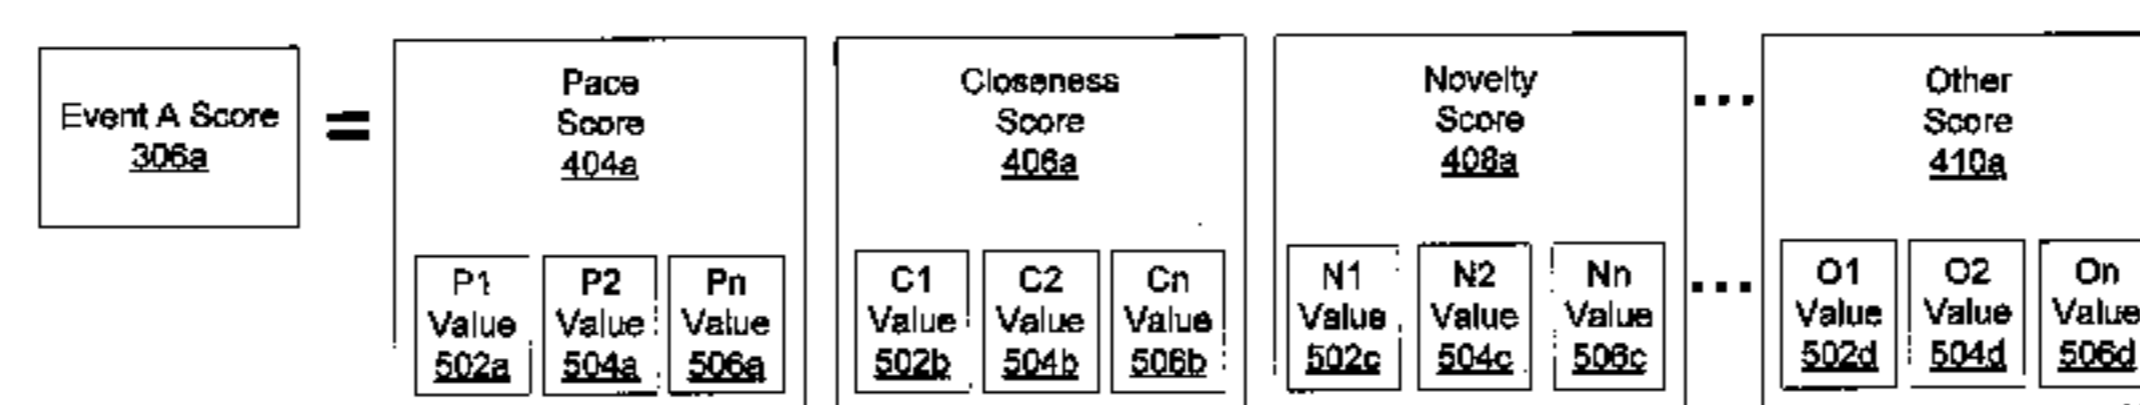 Event A Score
306a
=
Pace
Score
404a
P1
Value
502a
P2
Value
504a
Pn
Value
506a
Closeness
Score
406a
C1
Value
502b
C2
Value
504b
Cn
Value
506b
Novelty
Score
408a
N1
Value
502c
N2
Value
504c
Nn
Value
506c
...
...
Other
Score
410a
O1
Value
502d
O2
Value
504d
On
Value
506d